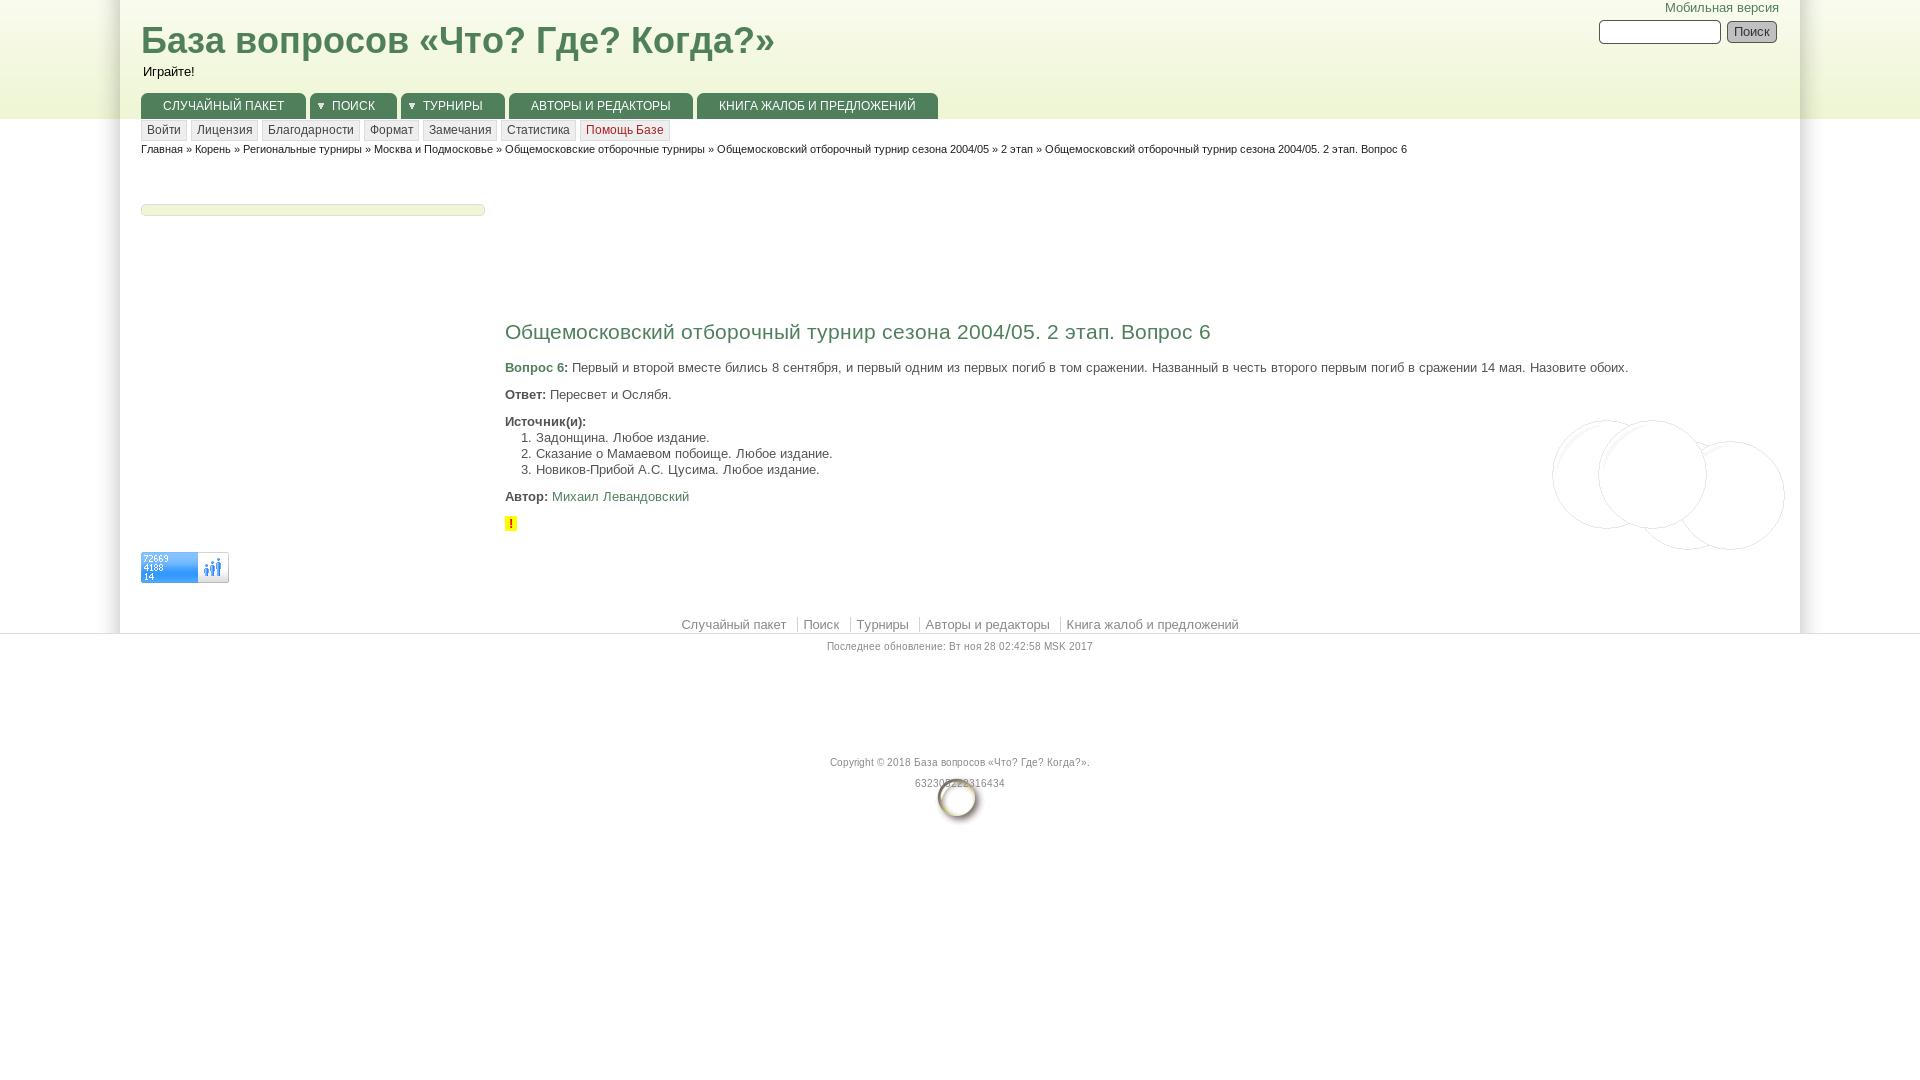 Мобильная версия
База вопросов «Что? Где? Когда?»
Поиск
Играйте!
СЛУЧАЙНЫЙ ПАКЕТ ПОИСК ТУРНИРЫ АВТОРЫ И РЕДАКТОРЫ КНИГА ЖАЛОБ И ПРЕДЛОЖЕНИЙ
Войти Лицензия Благодарности Формат Замечания Статистика Помощь Базе
Главная » Корень » Региональные турниры » Москва и Подмосковье » Общемосковские отборочные турниры » Общемосковский отборочный турнир сезона 2004/05 » 2 этап » Общемосковский отборочный турнир сезона 2004/05. 2 этап. Вопрос 6
Общемосковский отборочный турнир сезона 2004/05. 2 этап. Вопрос 6
Вопрос 6: Первый и второй вместе бились 8 сентября, и первый одним из первых погиб в том сражении. Названный в честь второго первым погиб в сражении 14 мая. Назовите обоих.
Ответ: Пересвет и Ослябя.
Источник(и):
1. Задонщина. Любое издание.
2. Сказание о Мамаевом побоище. Любое издание.
3. Новиков-Прибой А.С. Цусима. Любое издание.
Автор: Михаил Левандовский
!
72669
4188
14
Случайный пакет Поиск Турниры Авторы и редакторы Книга жалоб и предложений
Последнее обновление: Вт ноя 28 02:42:58 MSK 2017
Copyright © 2018 База вопросов «Что? Где? Когда?».